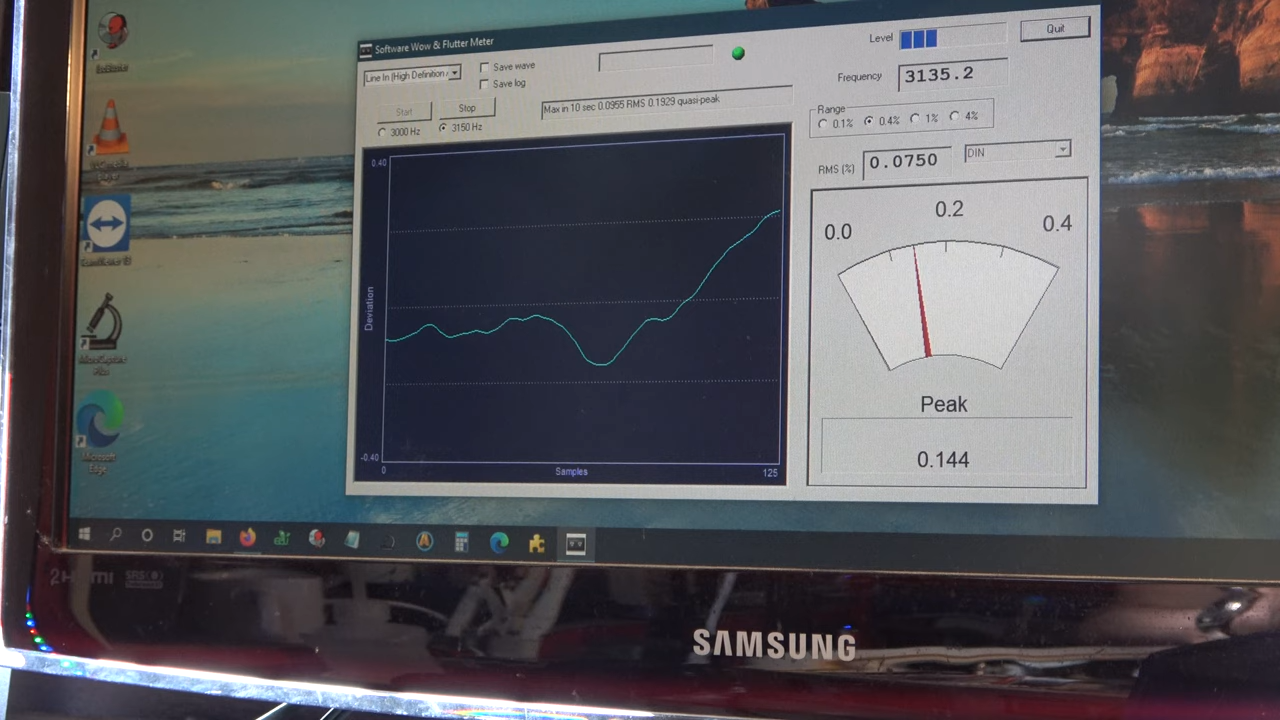 Software Wow & Flutter Meter
Level
Quit
Line In (High Definition A
Save wave
Save log
Frequency
3135.2
Start
Stop
Max in 10 sec 0.0955 RMS 0.1929 quasi-peak
3000 Hz
3150 Hz
Range
0.1%
0.4%
1%
4%
RMS (%)
0.0750
DIN
0.40
Deviation
-0.40
0
Samples
125
0.0
0.2
0.4
Peak
0.144
Microsoft
Edge
SRS
SAMSUNG